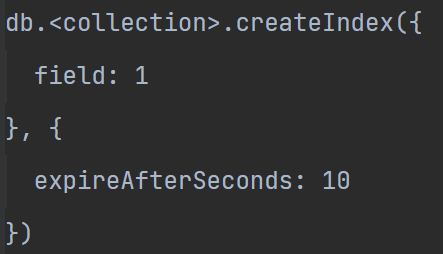 db.<collection>.createIndex({
  field: 1
}, {
  expireAfterSeconds: 10
})